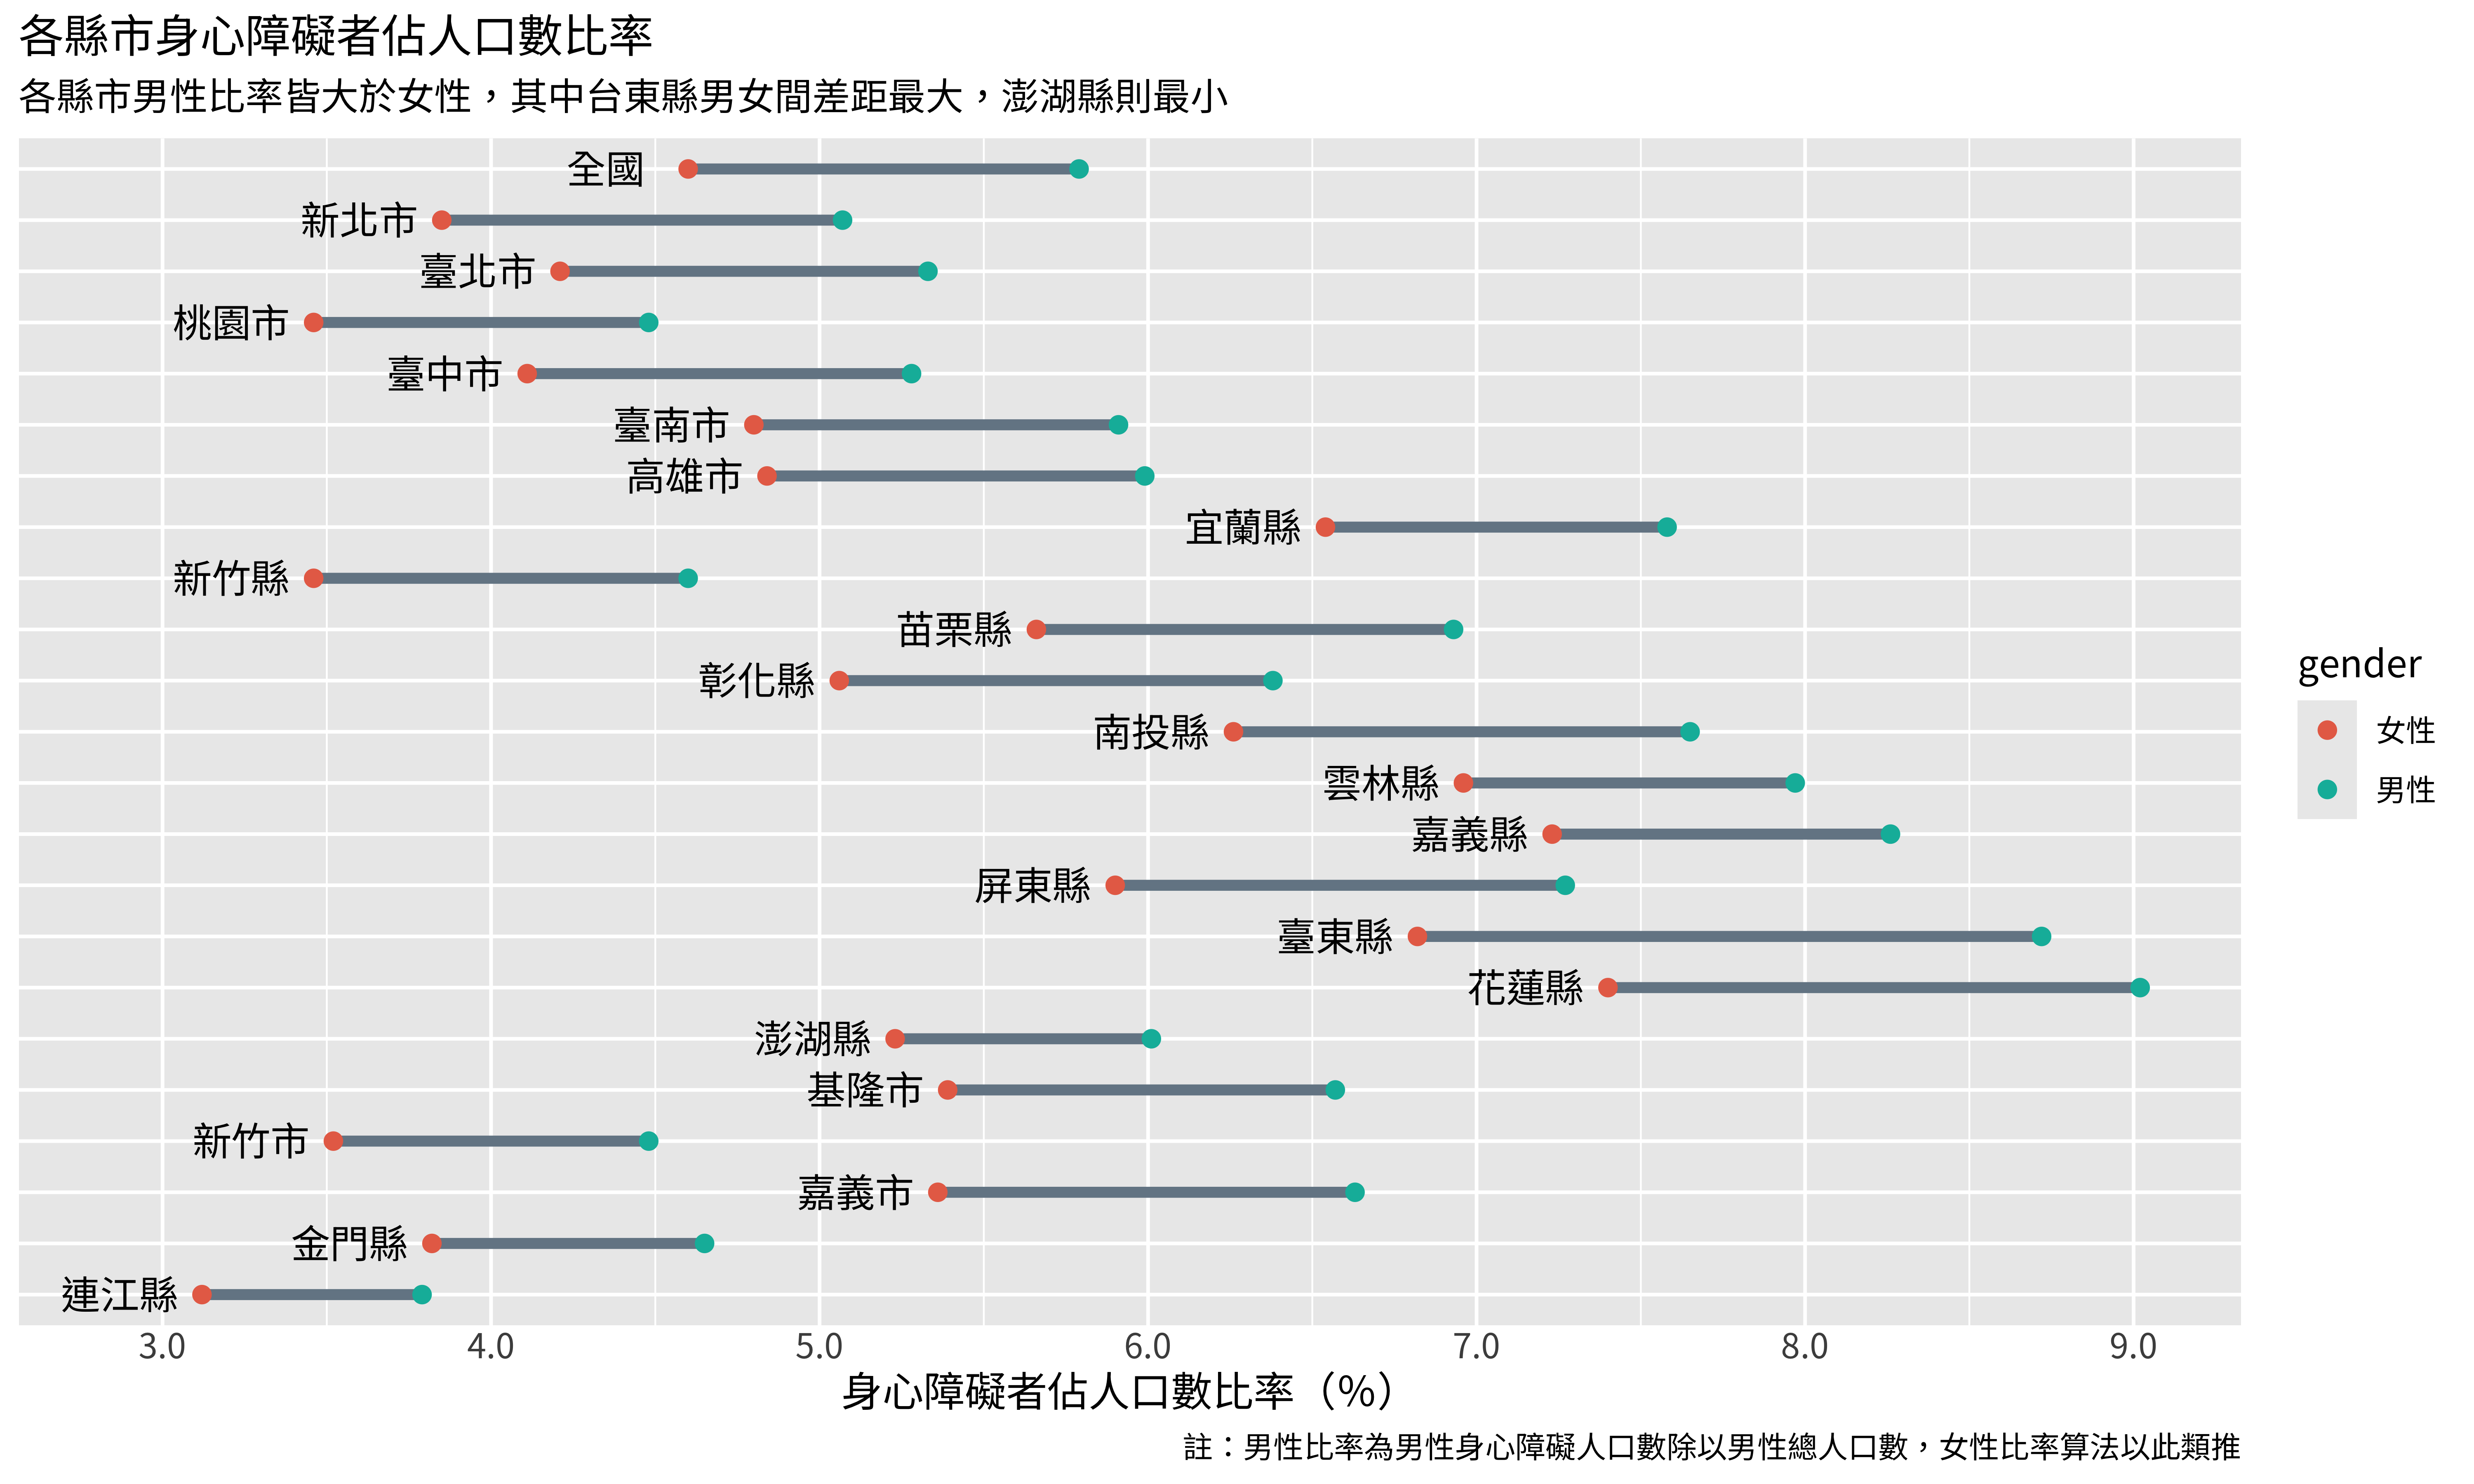 各縣市身心障礙者佔人口數比率
各縣市男性比率皆大於女性，其中台東縣男女間差距最大，澎湖縣則最小
全國
新北市
臺北市
桃園市
臺中市
臺南市
高雄市
宜蘭縣
新竹縣
苗栗縣
彰化縣
南投縣
雲林縣
嘉義縣
屏東縣
臺東縣
花蓮縣
澎湖縣
基隆市
新竹市
嘉義市
金門縣
連江縣
3.0 4.0 5.0 6.0 7.0 8.0 9.0
身心障礙者佔人口數比率（%）
註：男性比率為男性身心障礙人口數除以男性總人口數，女性比率算法以此類推
gender
女性
男性